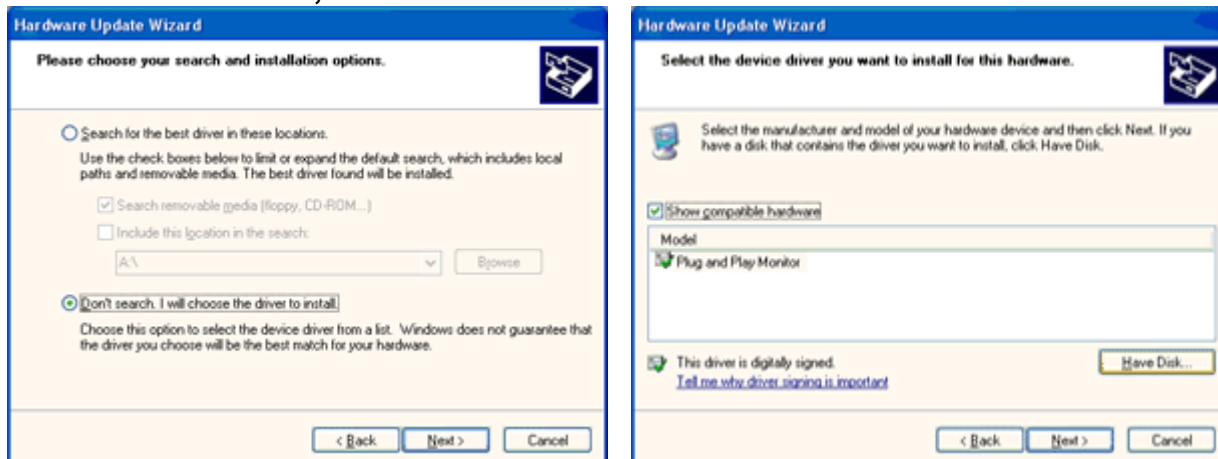 Hardware Update Wizard
Please choose your search and installation options.
Search for the best driver in these locations.
Use the check boxes below to limit or expand the default search, which includes local
paths and removable media. The best driver found will be installed.
Search removable media (floppy, CD-ROM...)
Include this location in the search:
A:\
Browse
Don't search. I will choose the driver to install.
Choose this option to select the device driver from a list. Windows does not guarantee that
the driver you choose will be the best match for your hardware.
< Back
Next >
Cancel
Hardware Update Wizard
Select the device driver you want to install for this hardware.
Select the manufacturer and model of your hardware device and then click Next. If you
have a disk that contains the driver you want to install, click Have Disk.
Show compatible hardware
Model
Plug and Play Monitor
This driver is digitally signed.
Tell me why driver signing is important
Have Disk...
< Back
Next >
Cancel